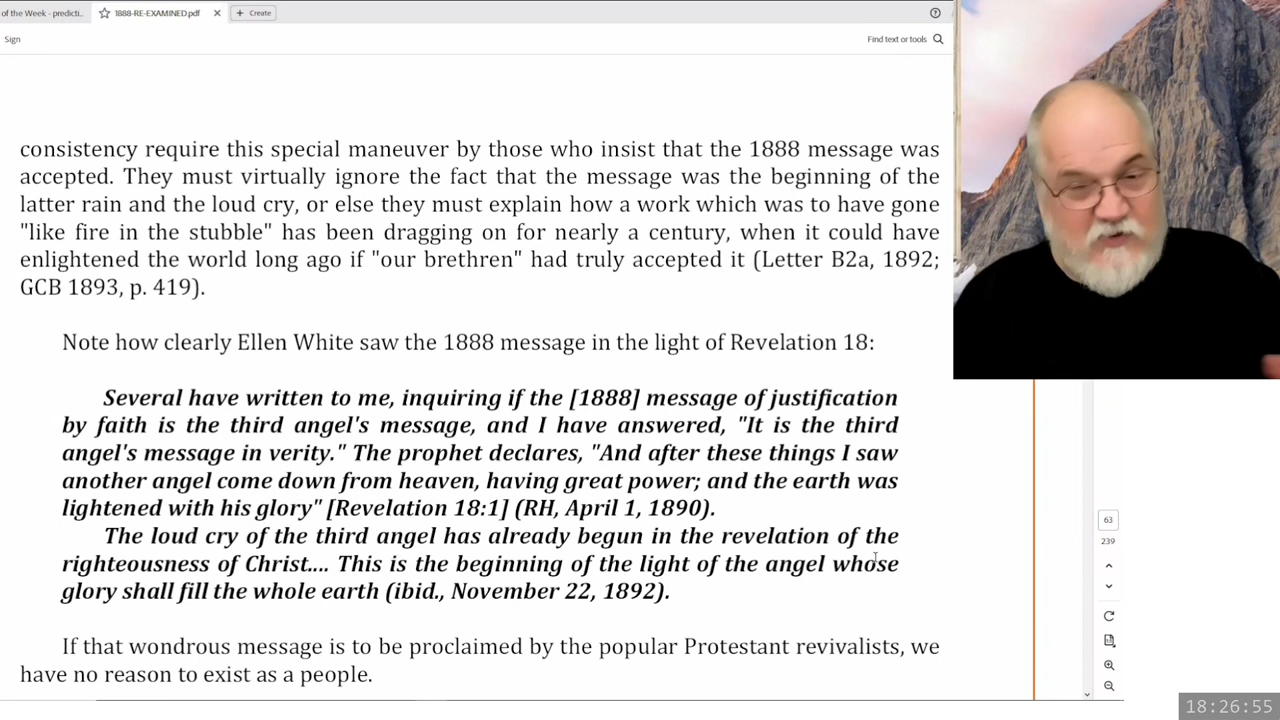 of the Week - predicti...
1888-RE-EXAMINED.pdf
Create
Sign
Find text or tools
consistency require this special maneuver by those who insist that the 1888 message was
accepted. They must virtually ignore the fact that the message was the beginning of the
latter rain and the loud cry, or else they must explain how a work which was to have gone
"like fire in the stubble" has been dragging on for nearly a century, when it could have
enlightened the world long ago if "our brethren" had truly accepted it (Letter B2a, 1892;
GCB 1893, p. 419).
Note how clearly Ellen White saw the 1888 message in the light of Revelation 18:
Several have written to me, inquiring if the [1888] message of justification
by faith is the third angel's message, and I have answered, "It is the third
angel's message in verity." The prophet declares, "And after these things I saw
another angel come down from heaven, having great power; and the earth was
lightened with his glory" [Revelation 18:1] (RH, April 1, 1890).
The loud cry of the third angel has already begun in the revelation of the
righteousness of Christ.... This is the beginning of the light of the angel whose
glory shall fill the whole earth (ibid., November 22, 1892).
If that wondrous message is to be proclaimed by the popular Protestant revivalists, we
have no reason to exist as a people.
63
239
18:26:55